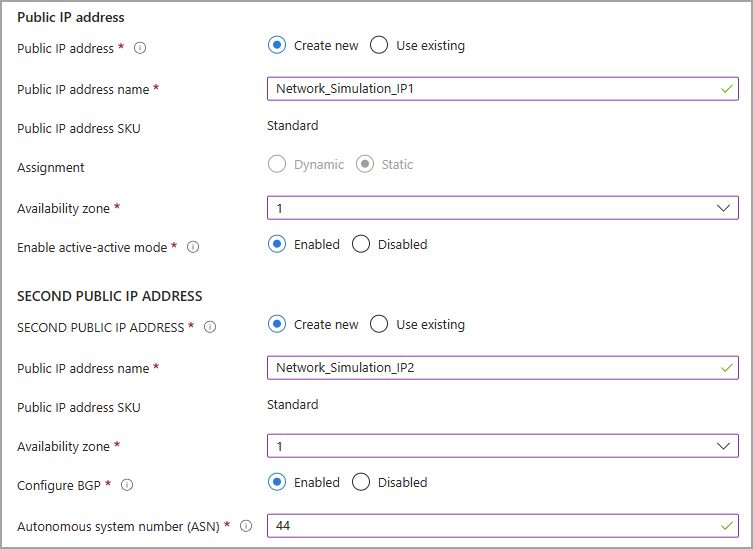 Public IP address
Public IP address * Create new Use existing
Public IP address name * Network_Simulation_IP1
Public IP address SKU Standard
Assignment Dynamic Static
Availability zone * 1
Enable active-active mode * Enabled Disabled
SECOND PUBLIC IP ADDRESS
SECOND PUBLIC IP ADDRESS * Create new Use existing
Public IP address name * Network_Simulation_IP2
Public IP address SKU Standard
Availability zone * 1
Configure BGP * Enabled Disabled
Autonomous system number (ASN) * 44